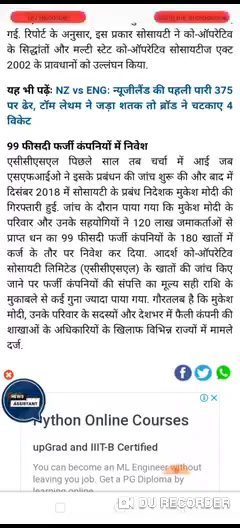 गई. रिपोर्ट के अनुसार, इस प्रकार सोसायटी ने को-ऑपरेटिव
के सिद्धांतों और मल्टी स्टेट को-ऑपरेटिव सोसायटीज एक्ट
2002 के प्रावधानों को उल्लंघन किया.
यह भी पढ़ें: NZ vs ENG: न्यूजीलैंड की पहली पारी 375
पर ढेर, टॉम लेथम ने जड़ा शतक तो ब्रॉड ने चटकाए 4
विकेट
99 फीसदी फर्जी कंपनियों में निवेश
एसीसीएसएल पिछले साल तब चर्चा में आई जब
एसएफआईओ ने इसके प्रबंधन की जांच शुरू की और बाद में
दिसंबर 2018 में सोसायटी के प्रबंध निदेशक मुकेश मोदी की
गिरफ्तारी हुई. जांच के दौरान पाया गया कि मुकेश मोदी के
परिवार और उनके सहयोगियों ने 120 लाख जमाकर्ताओं से
प्राप्त धन का 99 फीसदी फर्जी कंपनियों के 180 खातों में
कर्ज के तौर पर निवेश कर दिया. आदर्श को-ऑपरेटिव
सोसायटी लिमिटेड (एसीसीएसएल) के खातों की जांच किए
जाने पर फर्जी कंपनियों की संपत्ति का मूल्य सही राशि के
मुकाबले से कई गुना ज्यादा पाया गया. गौरतलब है कि मुकेश
मोदी, उनके परिवार के सदस्यों और देशभर में फैली कंपनी की
शाखाओं के अधिकारियों के खिलाफ विभिन्न राज्यों में मामले
दर्ज.
NEWS
ASSISTANT
Python Online Courses
upGrad and IIIT-B Certified
You can become an ML Engineer without
leaving you job. Get a PG Diploma by
learning online
DU RECORDER